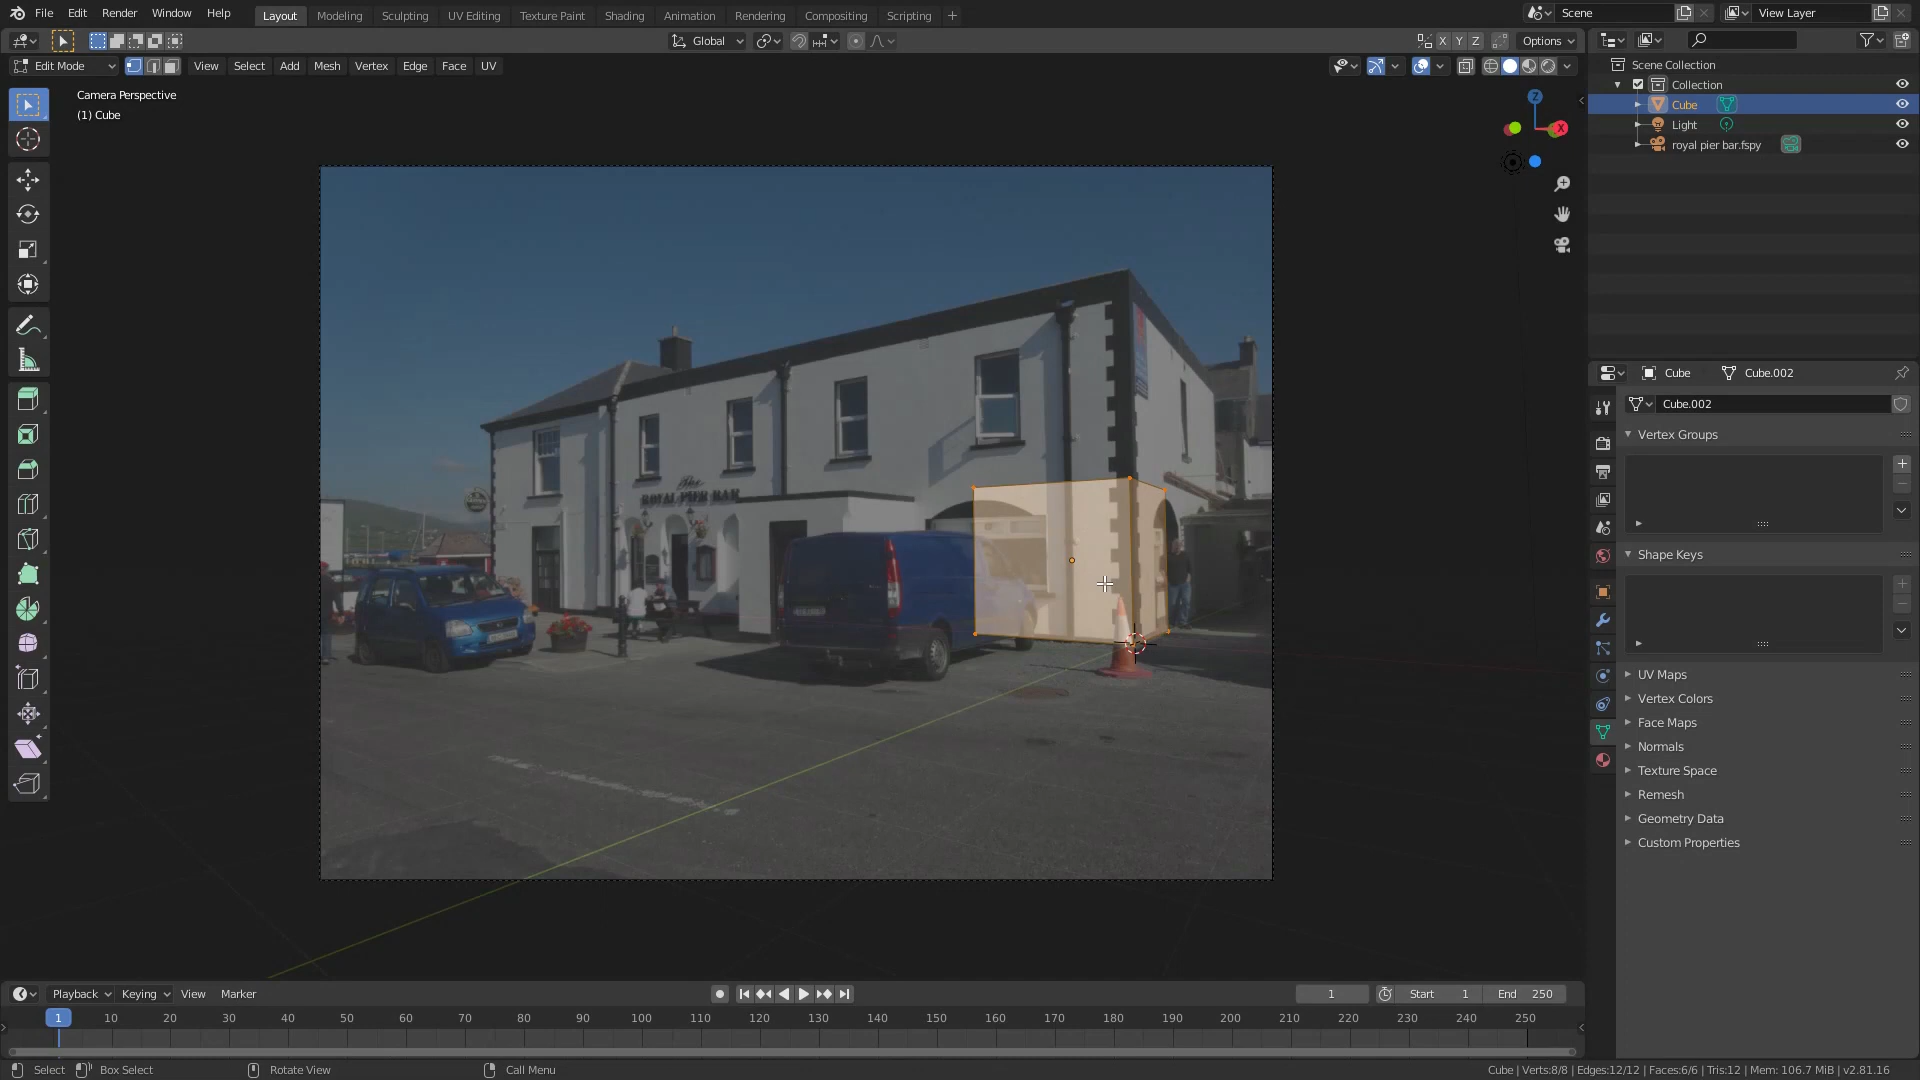 File Edit Render Window Help Layout Modeling Sculpting UV Editing Texture Paint Shading Animation Rendering Compositing Scripting + Scene View Layer
Global X Y Z Options
Edit Mode View Select Add Mesh Vertex Edge Face UV
Camera Perspective
(1) Cube
Z
X
The
ROYAL PIER BAR
Scene Collection
Collection
Cube
Light
royal pier bar.fspy
Cube Cube.002
Cube.002
Vertex Groups
Shape Keys
UV Maps
Vertex Colors
Face Maps
Normals
Texture Space
Remesh
Geometry Data
Custom Properties
Playback Keying View Marker 1 Start 1 End 250
1 10 20 30 40 50 60 70 80 90 100 110 120 130 140 150 160 170 180 190 200 210 220 230 240 250
Select Box Select Rotate View Call Menu Cube | Verts:8/8 | Edges:12/12 | Faces:6/6 | Tris:12 | Mem: 106.7 MiB | v2.81.16